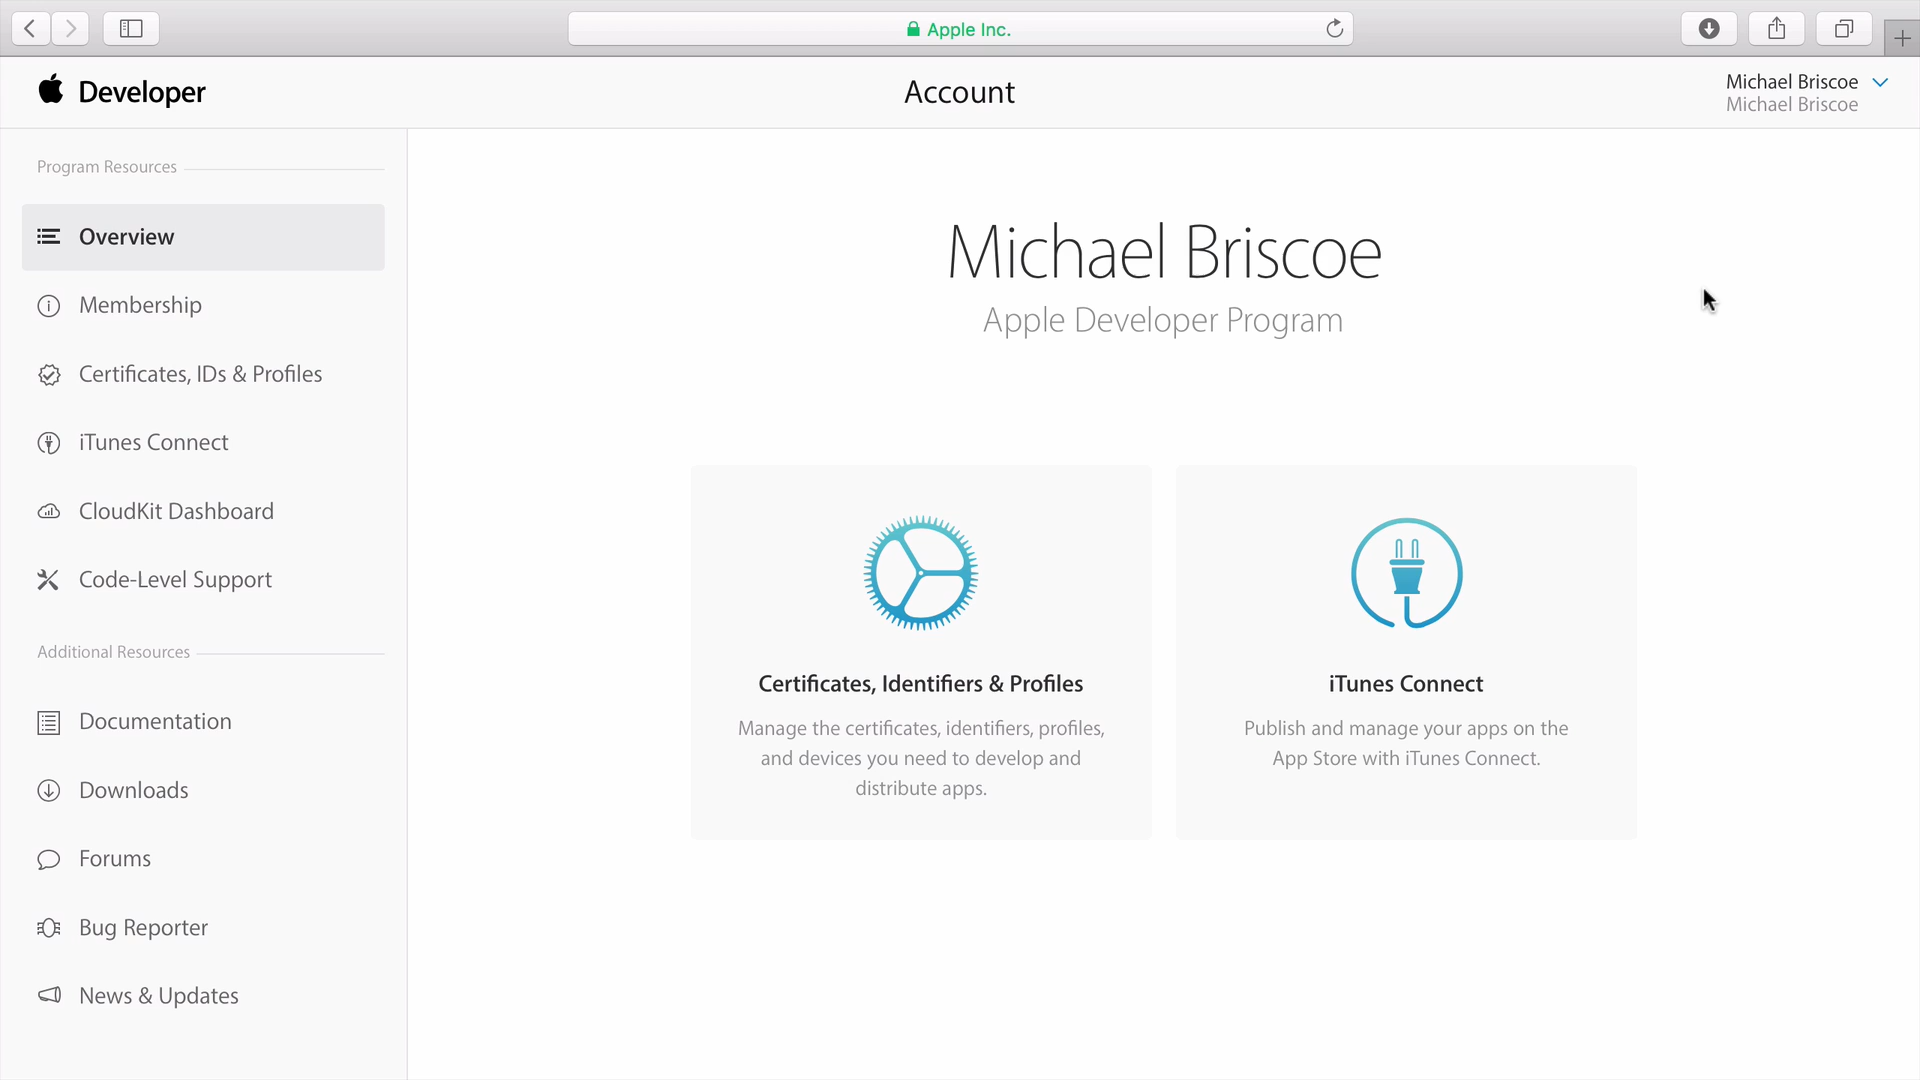 Apple Inc.
Developer
Account
Michael Briscoe
Michael Briscoe
Program Resources
Overview
Membership
Certificates, IDs & Profiles
iTunes Connect
CloudKit Dashboard
Code-Level Support
Additional Resources
Documentation
Downloads
Forums
Bug Reporter
News & Updates
Michael Briscoe
Apple Developer Program
Certificates, Identifiers & Profiles
Manage the certificates, identifiers, profiles,
and devices you need to develop and
distribute apps.
iTunes Connect
Publish and manage your apps on the
App Store with iTunes Connect.